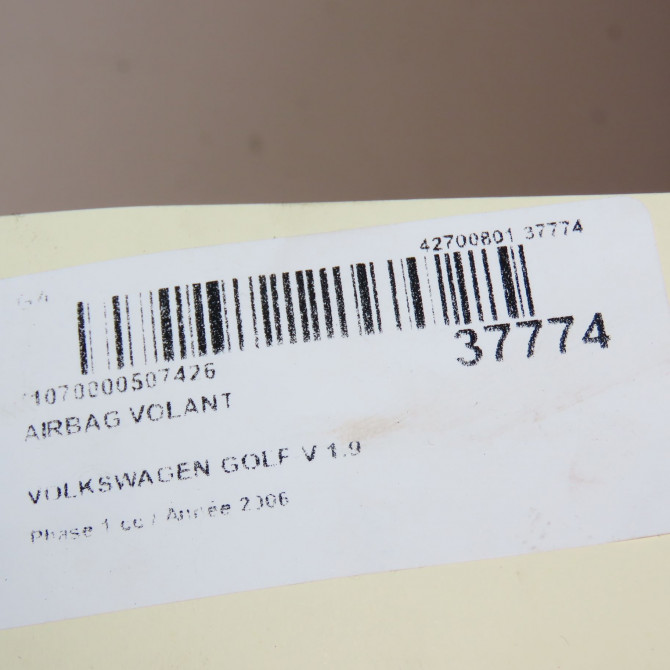 42700801 37774
37774
1070000507426
AIRBAG VOLANT
VOLKSWAGEN GOLF V 1.9
Phase 1 cc / Année 2006